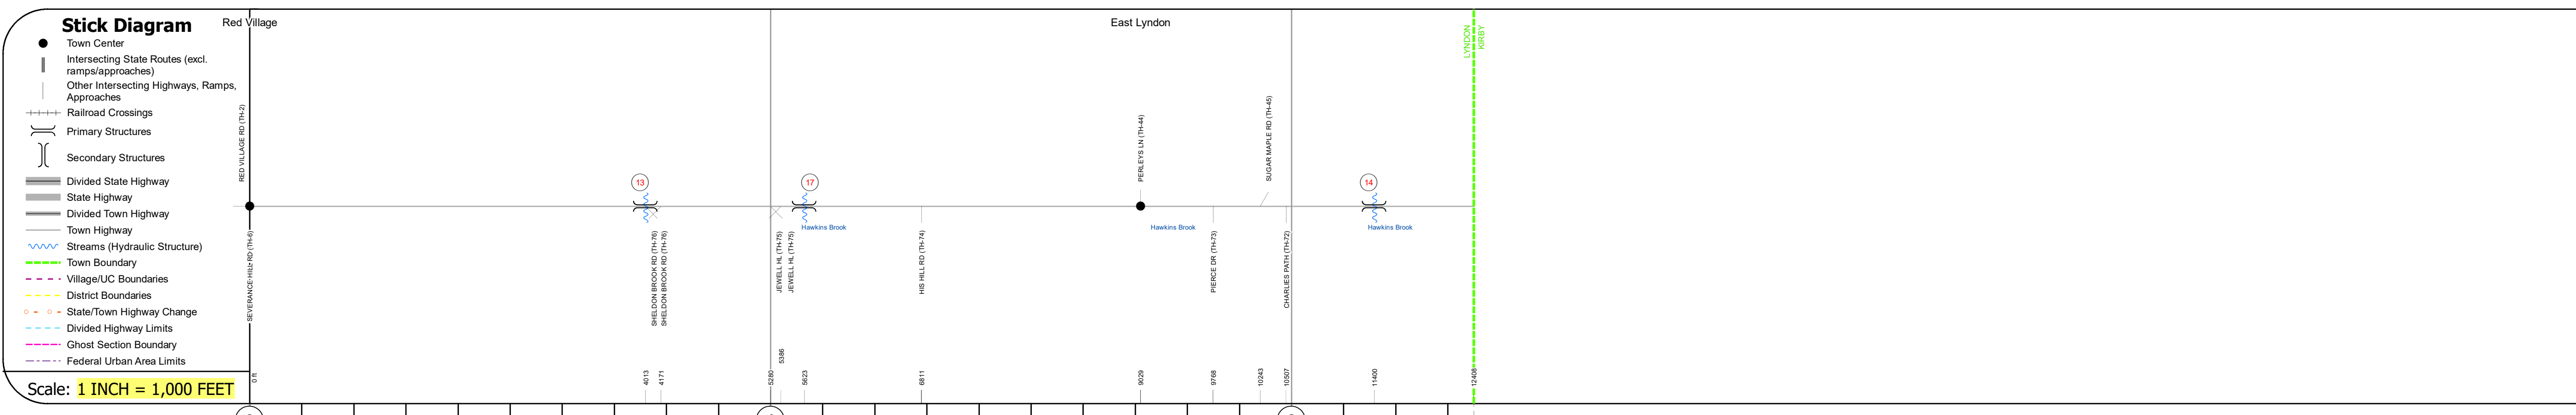 Stick Diagram
Town Center
Intersecting State Routes (excl.
ramps/approaches)
Other Intersecting Highways, Ramps,
Approaches
Railroad Crossings
Primary Structures
Secondary Structures
Divided State Highway
State Highway
Divided Town Highway
Town Highway
Streams (Hydraulic Structure)
Town Boundary
Village/UC Boundaries
District Boundaries
State/Town Highway Change
Divided Highway Limits
Ghost Section Boundary
Federal Urban Area Limits
Scale: 1 INCH = 1,000 FEET
Red Village
East Lyndon
LYNDON
KIRBY
RED VILLAGE RD (TH-2)
PERLEYS LN (TH-44)
SUGAR MAPLE RD (TH-45)
13
17
14
Hawkins Brook
Hawkins Brook
Hawkins Brook
SEVERANCE HILL RD (TH-6)
SHELDON BROOK RD (TH-76)
SHELDON BROOK RD (TH-76)
JEWELL HL (TH-75)
JEWELL HL (TH-75)
HIS HILL RD (TH-74)
PIERCE DR (TH-73)
CHARLIES PATH (TH-72)
0 ft
4013
4171
5280
5386
5623
6811
9029
9768
10243
10507
11400
12408